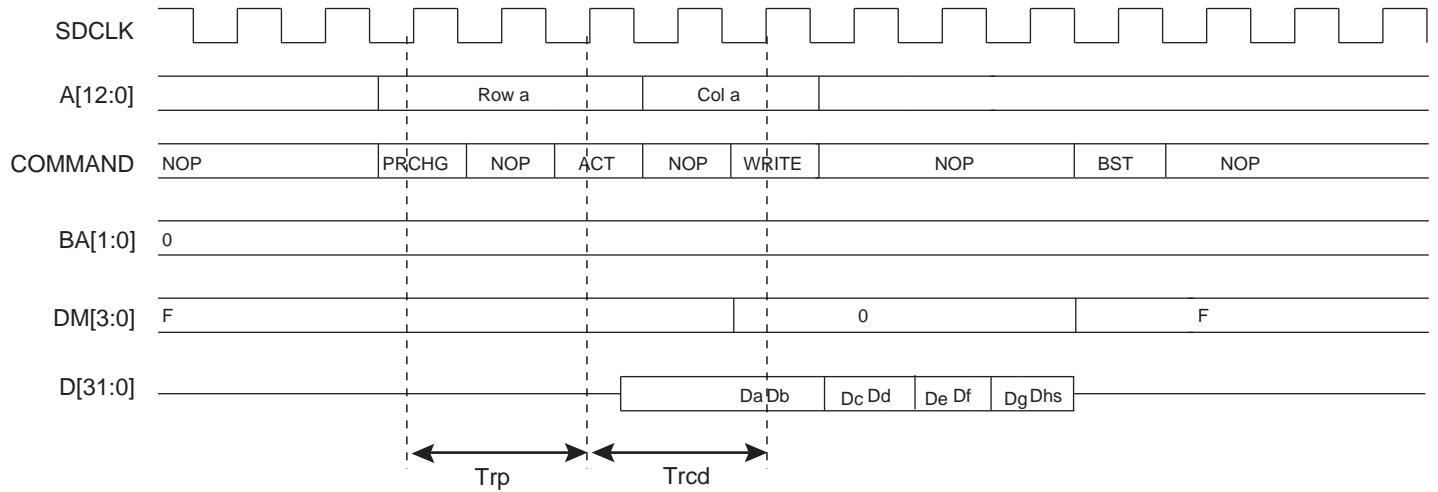 SDCLK
A[12:0] Row a Col a
COMMAND NOP PRCHG NOP ACT NOP WRITE NOP BST NOP
BA[1:0] 0
DM[3:0] F 0 F
D[31:0] Da Db Dc Dd De Df Dg Dhs
Trp Trcd